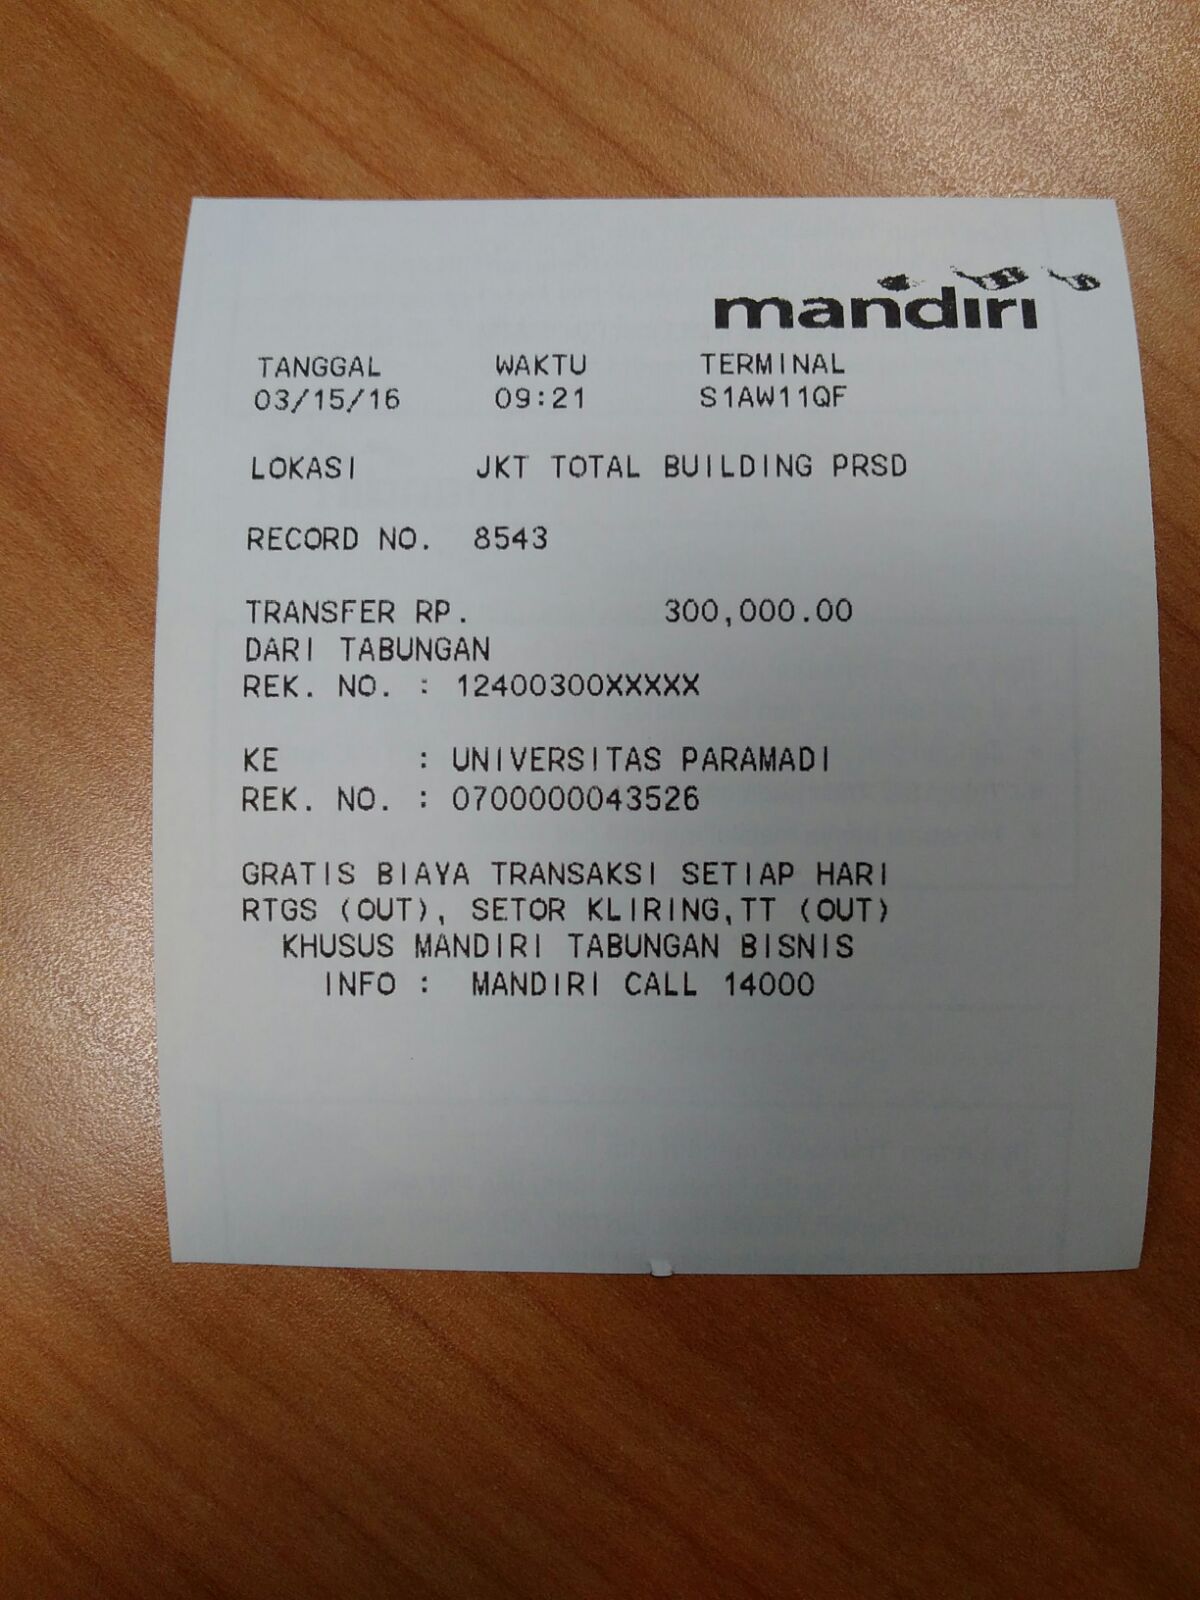 mandiri
TANGGAL WAKTU TERMINAL
03/15/16 09:21 S1AW11QF
LOKASI JKT TOTAL BUILDING PRSD
RECORD NO. 8543
TRANSFER RP. 300,000.00
DARI TABUNGAN
REK. NO. : 12400300XXXXX
KE : UNIVERSITAS PARAMADI
REK. NO. : 0700000043526
GRATIS BIAYA TRANSAKSI SETIAP HARI
RTGS (OUT), SETOR KLIRING,TT (OUT)
KHUSUS MANDIRI TABUNGAN BISNIS
INFO : MANDIRI CALL 14000